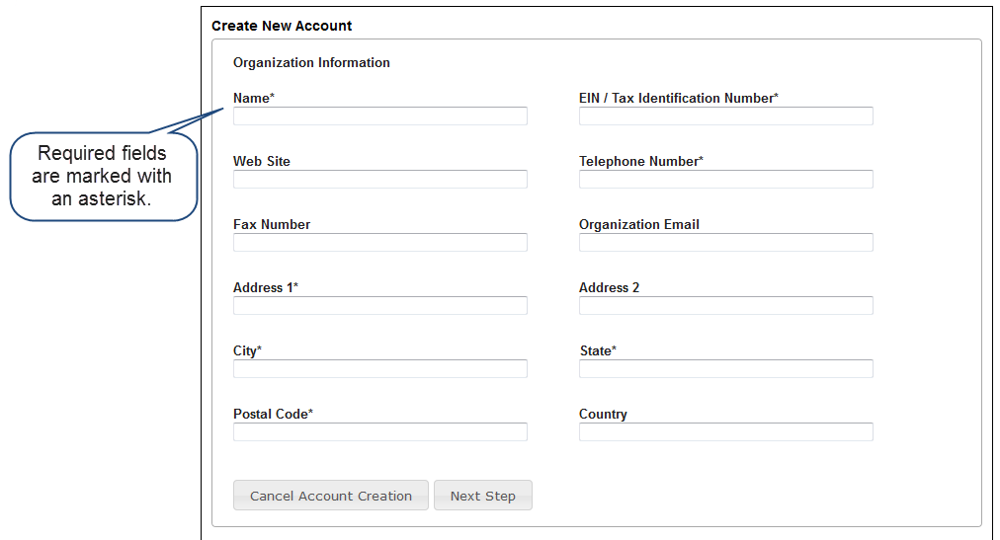 Create New Account
Organization Information
Name*
EIN / Tax Identification Number*
Required fields
are marked with
an asterisk.
Web Site
Telephone Number*
Fax Number
Organization Email
Address 1*
Address 2
City*
State*
Postal Code*
Country
Cancel Account Creation
Next Step